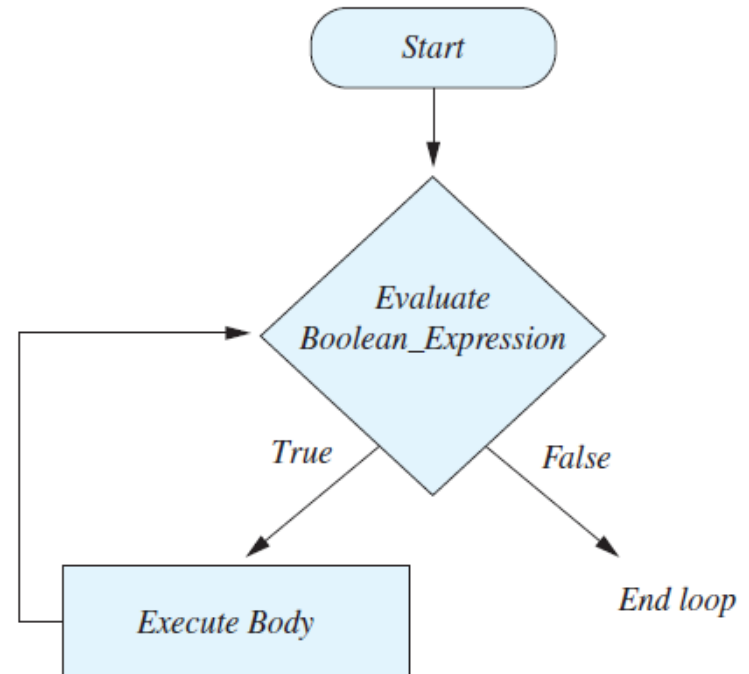 Start
Evaluate
Boolean_Expression
True
False
Execute Body
End loop